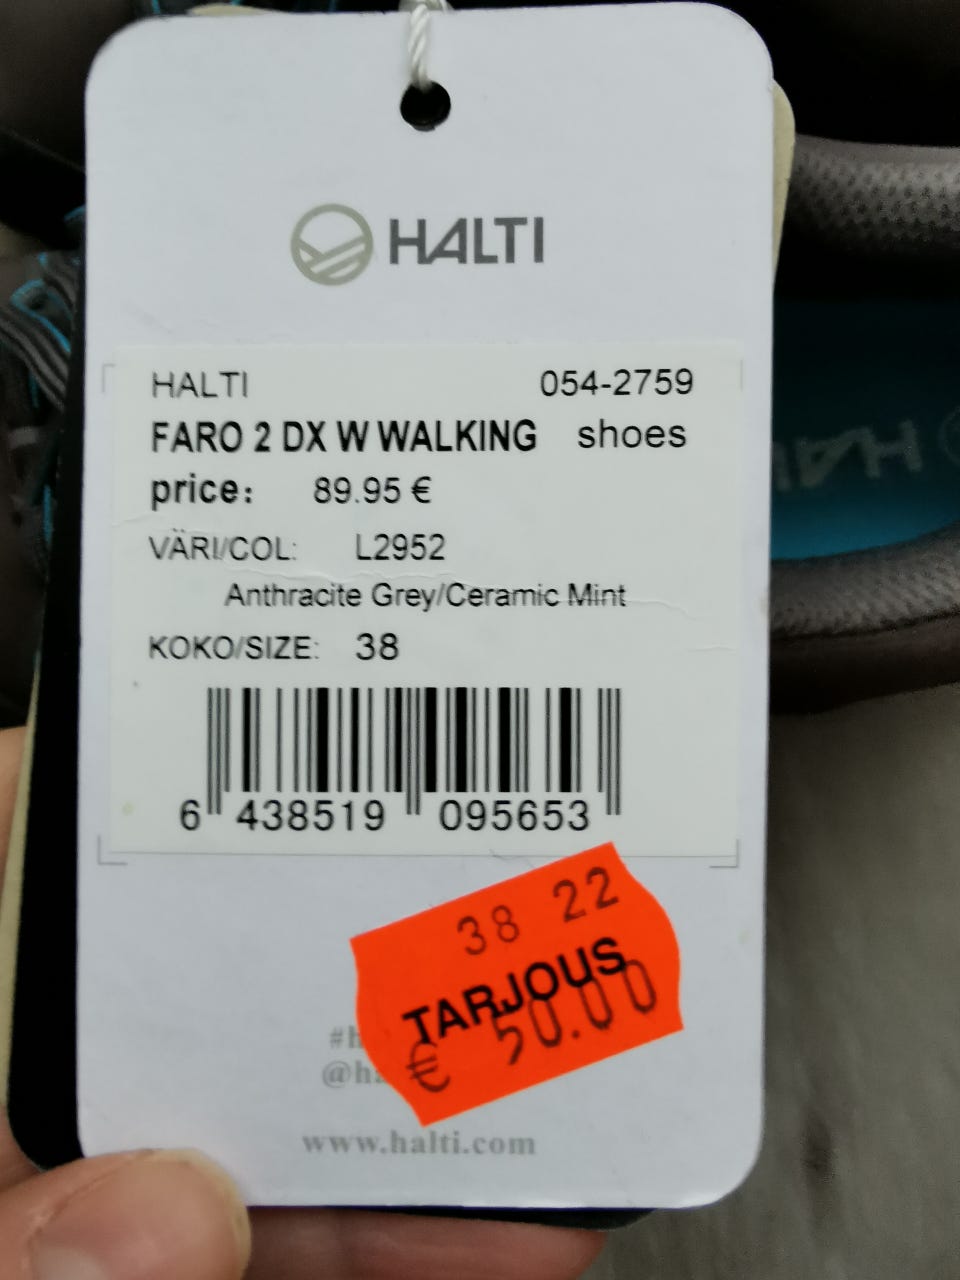 HALTI
HALTI 054-2759
FARO 2 DX W WALKING shoes
price: 89.95 €
VÄRI/COL: L2952
Anthracite Grey/Ceramic Mint
KOKO/SIZE: 38
6 438519 095653
38 22
TARJOUS
€ 50.00
www.halti.com